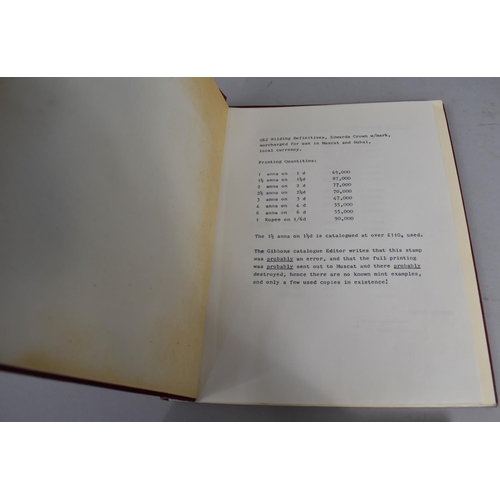 QEI Wilding Definitives, Edwards Crown w/mark,
Surcharged for use in Muscat and Dubai,
local currency.
Printing Quantities:
1 anna on 1 d 69,000
1½ anna on 1½d 87,000
2 anna on 2 d 77,000
2½ anna on 2½d 70,000
3 anna on 3 d 47,000
4 anna on 4 d 35,000
6 anna on 6 d 35,000
1 Rupee on 1/6d 90,000
The 1½ anna on 1½d is catalogued at over £110, used.
The Gibbons catalogue Editor writes that this stamp
was probably an error, and that the full printing
was probably sent out to Muscat and there probably
destroyed, hence there are no known mint examples,
and only a few used copies in existence!